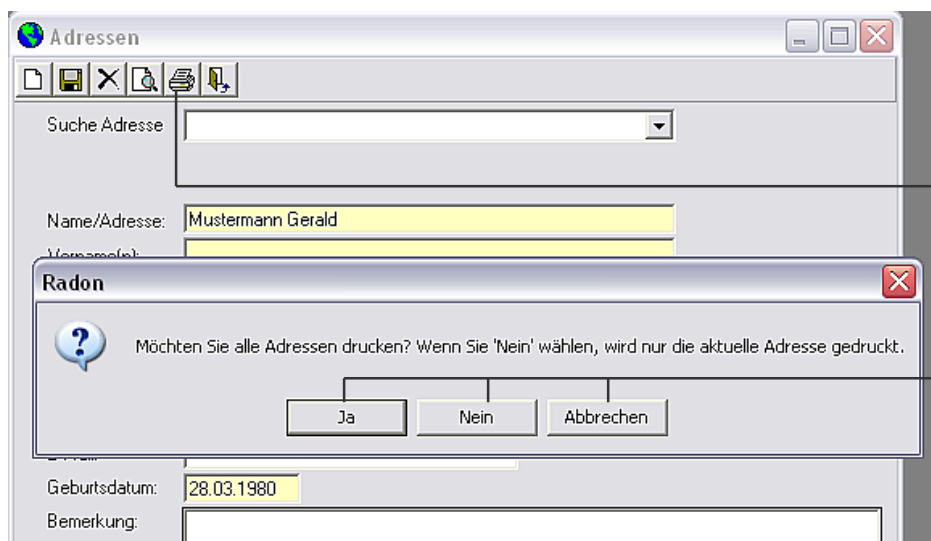 Adressen
Suche Adresse
Name/Adresse: Mustermann Gerald
Vorname(n):
Radon
Möchten Sie alle Adressen drucken? Wenn Sie 'Nein' wählen, wird nur die aktuelle Adresse gedruckt.
Ja Nein Abbrechen
Geburtsdatum: 28.03.1980
Bemerkung: